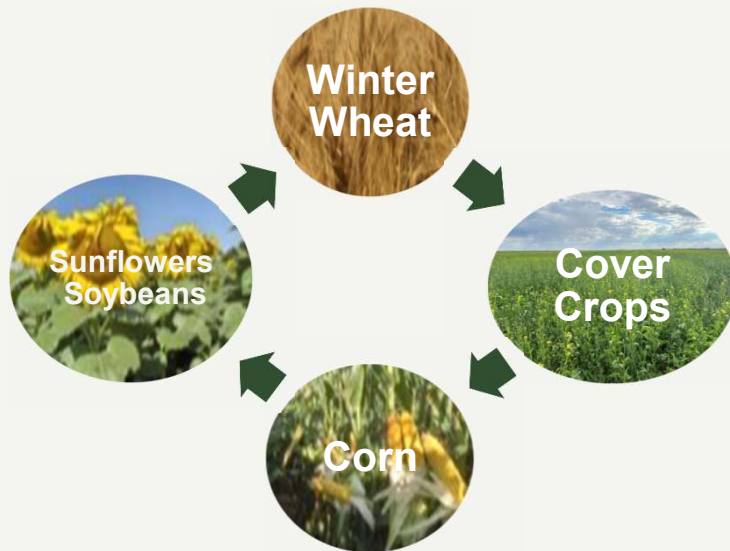 Winter
Wheat
Cover
Crops
Corn
Sunflowers
Soybeans